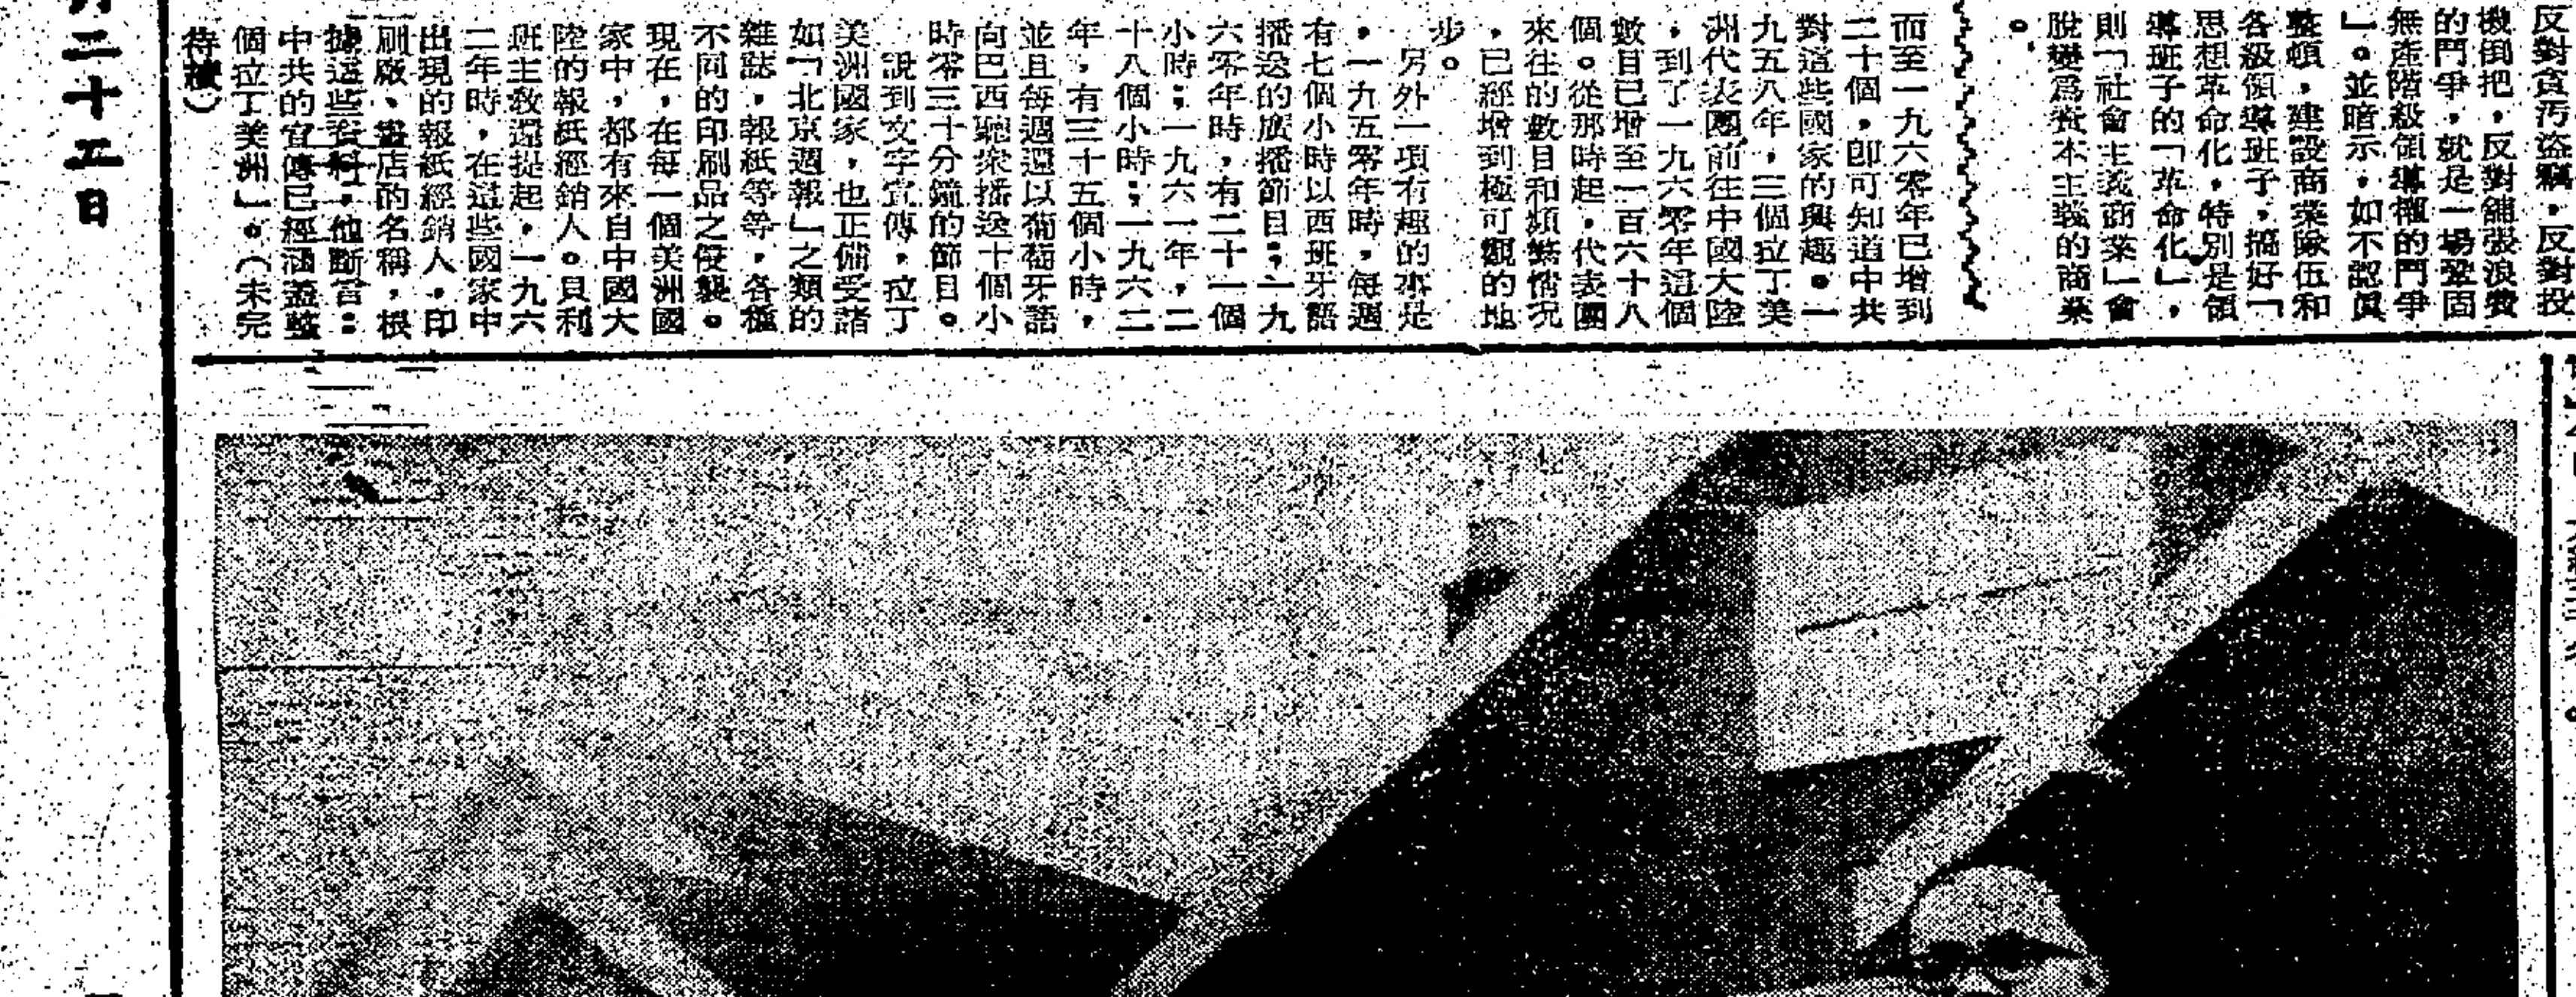 反對貪污盜竊，反對投
機倒把，反對舖張浪費
的鬥爭，就是一場鞏固
無產階級領導權的鬥爭
」。並暗示，如不認眞
整頓，建設商業隊伍和
各級領導班子，搞好「
思想革命化，特別是領
導班子的「革命化」，
則「社會主義商業」會
脫變爲資本主義的商業
。
而至一九六零年已增到
二十個，卽可知道中共
對這些國家的興趣。一
九五八年，三個拉丁美
洲代表團前往中國大陸
，到了一九六零年這個
數目已增至一百六十八
個。從那時起，代表團
來往的數目和頻繁情况
，已經增到極可觀的地
步。
另外一項有趣的事是
，一九五零年時，每週
有七個小時以西班牙語
播送的廣播節目；一九
六零年時，有二十一個
小時；一九六一年，二
十八個小時；一九六二
年，有三十五個小時，
並且每週還以葡萄牙語
向巴西聽衆播送十個小
時零三十分鐘的節目。
說到文字宣傳，拉丁
美洲國家，也正備受諸
如「北京週報」之類的
雜誌，報紙等等，各種
不同的印刷品之侵襲。
現在，在每一個美洲國
家中，都有來自中國大
陸的報紙經銷人。貝利
班主敎還提起，一九六
二年時，在這些國家中
出現的報紙經銷人，印
刷廠、書店的名稱，根
據這些資料，他斷言：
中共的宣傳已經涵蓋整
個拉丁美洲」。（未完
待續）
月二十五日